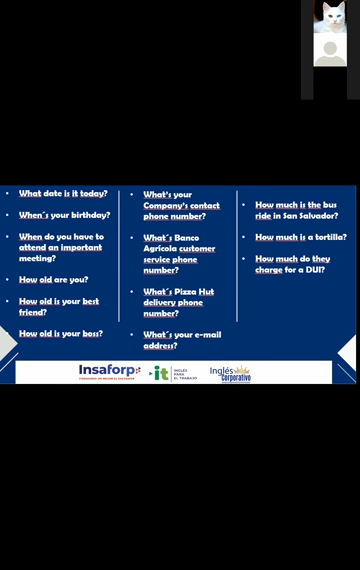 What date is it today?
When´s your birthday?
When do you have to
attend an important
meeting?
How old are you?
How old is your best
friend?
How old is your boss?
What's your
Company's contact
phone number?
What´s Banco
Agrícola customer
service phone
number?
What´s Pizza Hut
delivery phone
number?
What´s your e-mail
address?
How much is the bus
ride in San Salvador?
How much is a tortilla?
How much do they
charge for a DUI?
Insaforp
it
INGLÉS
PARA
EL TRABAJO
Inglés
Corporativo